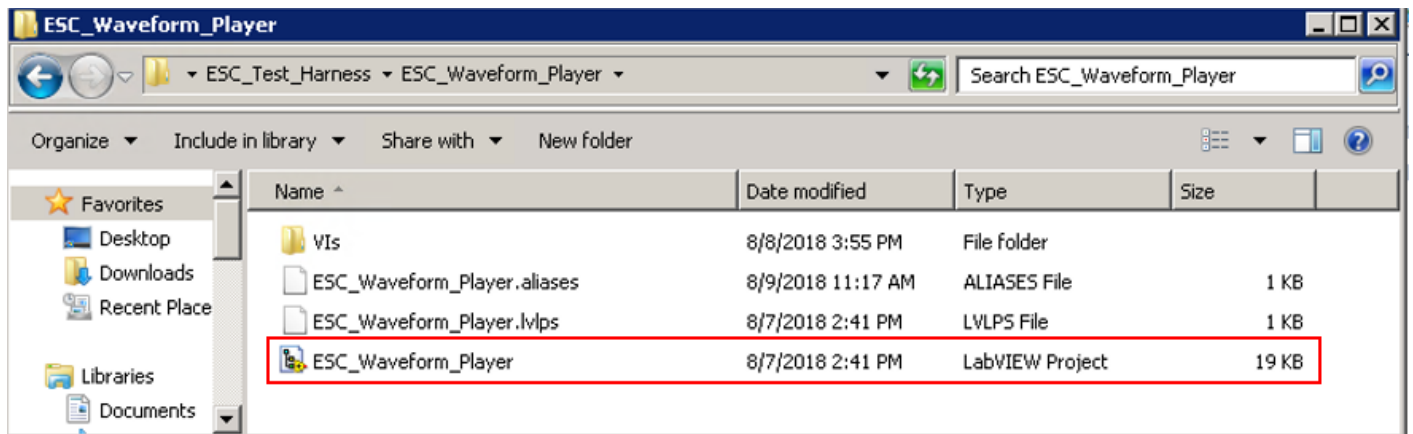 ESC_Waveform_Player
ESC_Test_Harness ESC_Waveform_Player Search ESC_Waveform_Player
Organize Include in library Share with New folder
Favorites
Desktop
Downloads
Recent Place
Libraries
Documents
Name Date modified Type Size
VIs 8/8/2018 3:55 PM File folder
ESC_Waveform_Player.aliases 8/9/2018 11:17 AM ALIASES File 1 KB
ESC_Waveform_Player.lvlps 8/7/2018 2:41 PM LVLPS File 1 KB
ESC_Waveform_Player 8/7/2018 2:41 PM LabVIEW Project 19 KB